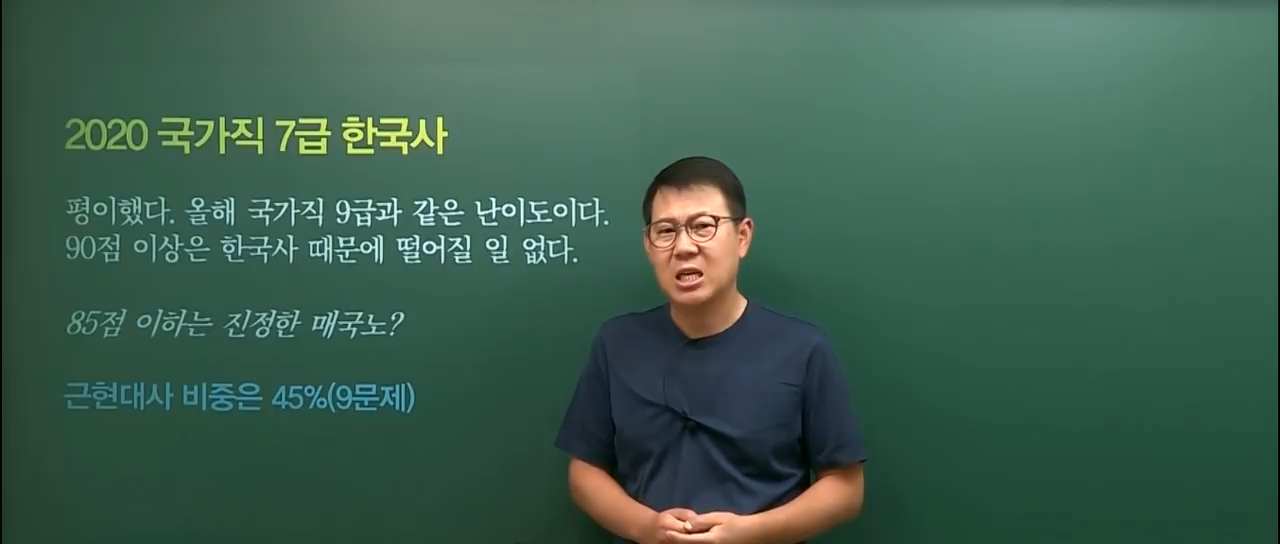 2020 국가직 7급 한국사
평이했다. 올해 국가직 9급과 같은 난이도이다.
90점 이상은 한국사 때문에 떨어질 일 없다.
85점 이하는 진정한 매국노?
근현대사 비중은 45%(9문제)